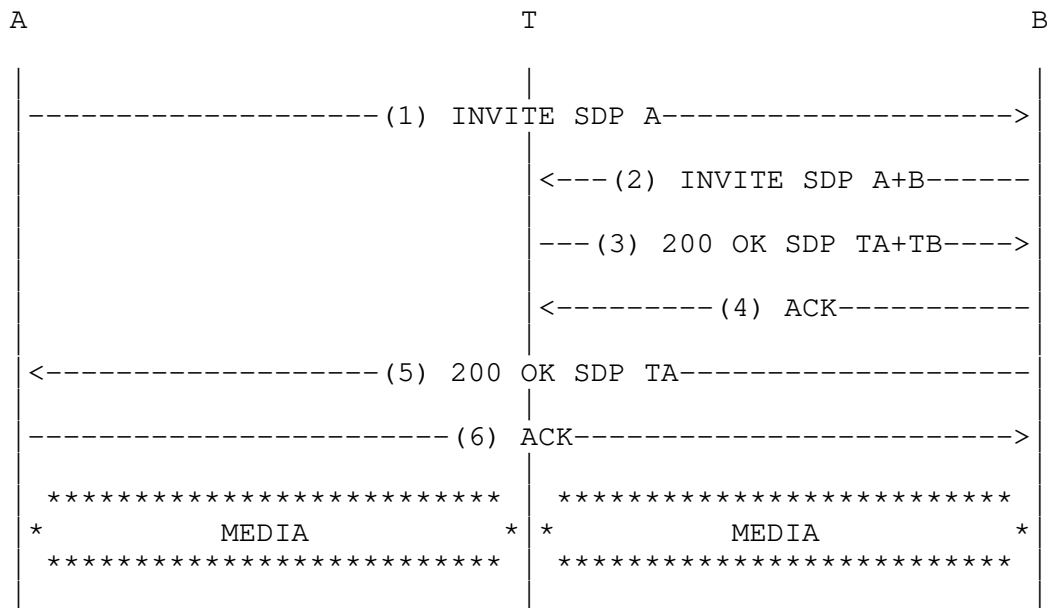 A T B
(1) INVITE SDP A
(2) INVITE SDP A+B
(3) 200 OK SDP TA+TB
(4) ACK
(5) 200 OK SDP TA
(6) ACK
MEDIA MEDIA